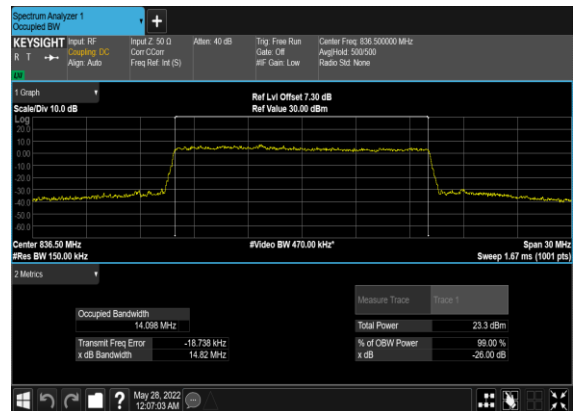 Spectrum Analyzer 1
Occupied BW
+
KEYSIGHT Input: RF Input Z: 50 Ω Atten: 40 dB Trig: Free Run Center Freq: 836.500000 MHz
R T Coupling: DC Corr CCorr Gate: Off Avg|Hold: 500/500
Align: Auto Freq Ref: Int (S) #IF Gain: Low Radio Std: None
LW
1 Graph
Ref Lvl Offset 7.30 dB
Scale/Div 10.0 dB Ref Value 30.00 dBm
Log
20.0
10.0
0.00
-10.0
-20.0
-30.0
-40.0
-50.0
-60.0
Center 836.50 MHz #Video BW 470.00 kHz* Span 30 MHz
#Res BW 150.00 kHz Sweep 1.67 ms (1001 pts)
2 Metrics
Measure Trace Trace 1
Occupied Bandwidth
14.098 MHz Total Power 23.3 dBm
Transmit Freq Error -18.738 kHz % of OBW Power 99.00 %
x dB Bandwidth 14.82 MHz x dB -26.00 dB
? May 28, 2022
12:07:03 AM